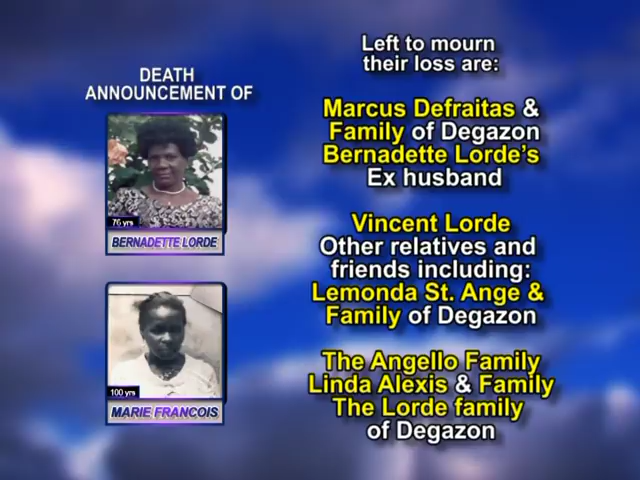 DEATH
ANNOUNCEMENT OF
76 yrs
BERNADETTE LORDE
100 yrs
MARIE FRANCOIS
Left to mourn
their loss are:
Marcus Defraitas &
Family of Degazon
Bernadette Lorde's
Ex husband
Vincent Lorde
Other relatives and
friends including:
Lemonda St. Ange &
Family of Degazon
The Angello Family
Linda Alexis & Family
The Lorde family
of Degazon